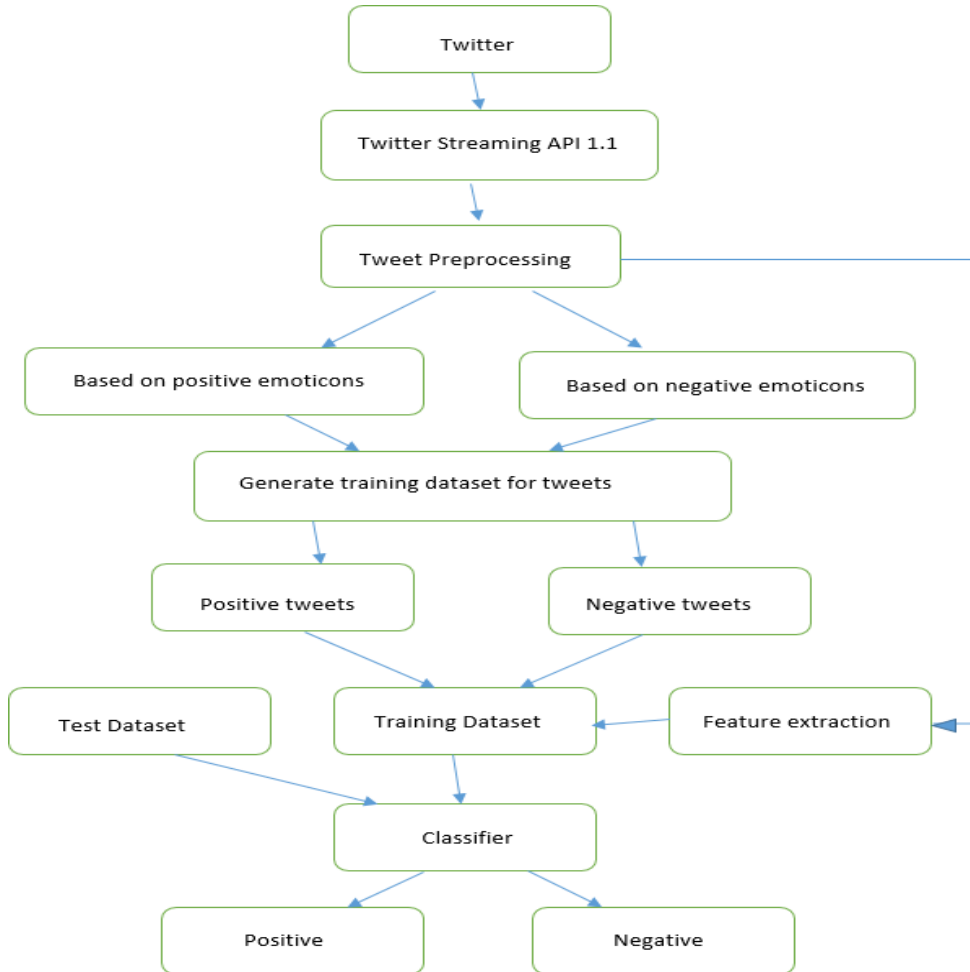 Twitter
Twitter Streaming API 1.1
Tweet Preprocessing
Based on positive emoticons
Based on negative emoticons
Generate training dataset for tweets
Positive tweets
Negative tweets
Test Dataset
Training Dataset
Feature extraction
Classifier
Positive
Negative